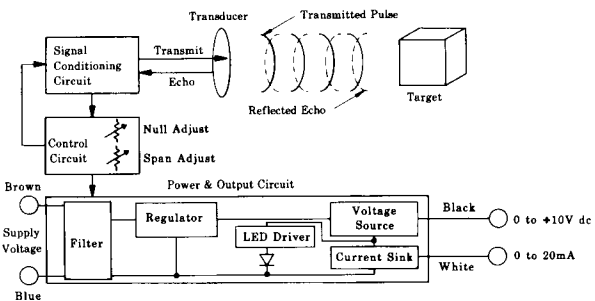 Transducer
Transmitted Pulse
Signal
Conditioning
Circuit
Transmit
Echo
Reflected Echo
Target
Control
Circuit
Null Adjust
Span Adjust
Brown
Power & Output Circuit
Supply
Voltage
Filter
Regulator
LED Driver
Voltage
Source
Current Sink
Black
0 to +10V dc
White
0 to 20mA
Blue